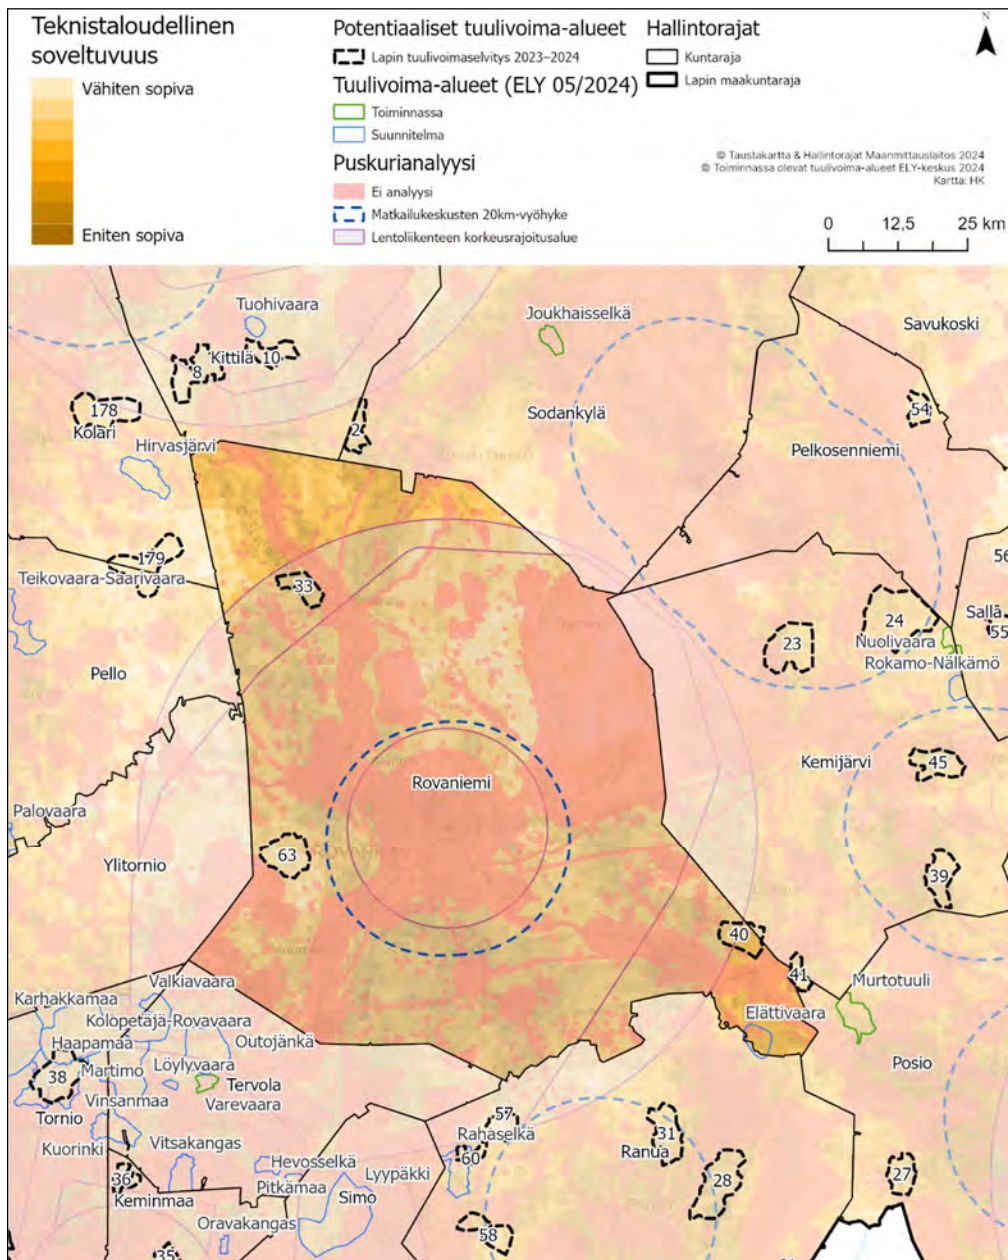 Teknistaloudellinen
soveltuvuus
Vähiten sopiva
Eniten sopiva
Potentiaaliset tuulivoima-alueet
Lapin tuulivoimaselvitys 2023–2024
Tuulivoima-alueet (ELY 05/2024)
Toiminnassa
Suunnitelma
Puskurianalyysi
Ei analyysi
Matkailukeskusten 20km-vyöhyke
Lentoliikenteen korkeusrajoitusalue
Hallintorajat
Kuntaraja
Lapin maakuntaraja
N
© Taustakartta & Hallintorajat Maanmittauslaitos 2024
© Toiminnassa olevat tuulivoima-alueet ELY-keskus 2024
Kartta: HK
0 12,5 25 km
Tuohivaara
Joukhaisselkä
Savukoski
Kittilä 10
8
178
Kolari
2
Sodankylä
54
Hirvasjärvi
Pelkosenniemi
179
Teikovaara-Saarivaara
33
56
Salla
55
24
23
Nuolivaara
Rokamo-Nälkämö
Pello
Kemijärvi
45
Rovaniemi
Palovaara
63
Ylitornio
39
40
41
Murtotuuli
Valkiavaara
Karhakkamaa
Kolopetäjä-Rovavaara
Elättivaara
Haapamaa
Outojänkä
Martimo
Löylyvaara
38
Tervola
Posio
Vinsanmaa
Varevaara
Tornio
57
Rahaselkä
31
Kuorinki
Vitsakangas
60
Ranua
Hevosselkä
Lyypäkki
36
Pitkämaa
27
28
Keminmaa
Simo
Oravakangas
58
35